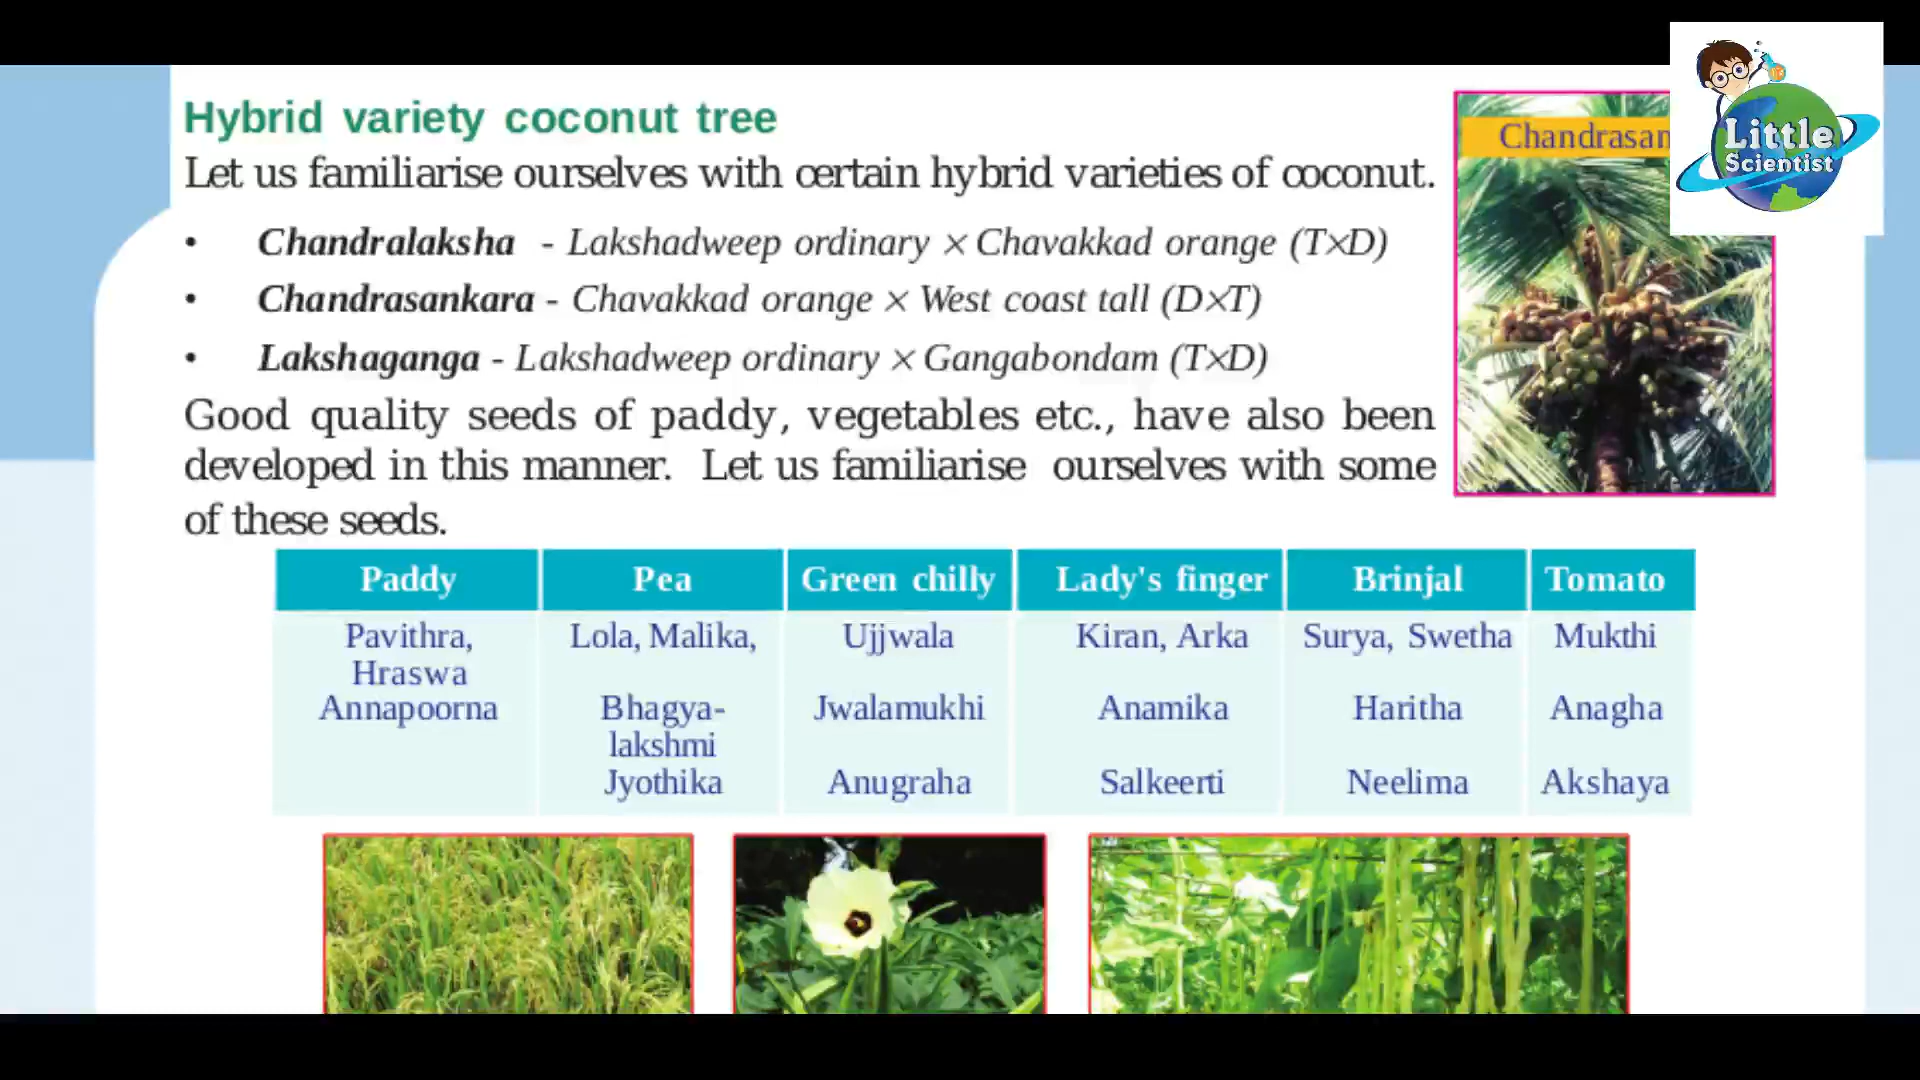 Hybrid variety coconut tree
Let us familiarise ourselves with certain hybrid varieties of coconut.
• Chandralaksha - Lakshadweep ordinary × Chavakkad orange (T×D)
• Chandrasankara - Chavakkad orange × West coast tall (D×T)
• Lakshaganga - Lakshadweep ordinary × Gangabondam (T×D)
Good quality seeds of paddy, vegetables etc., have also been
developed in this manner. Let us familiarise ourselves with some
of these seeds.
Chandrasan
Little
Scientist
Paddy Pea Green chilly Lady's finger Brinjal Tomato
Pavithra, Lola, Malika, Ujjwala Kiran, Arka Surya, Swetha Mukthi
Hraswa
Annapoorna Bhagya- Jwalamukhi Anamika Haritha Anagha
lakshmi
Jyothika Anugraha Salkeerti Neelima Akshaya